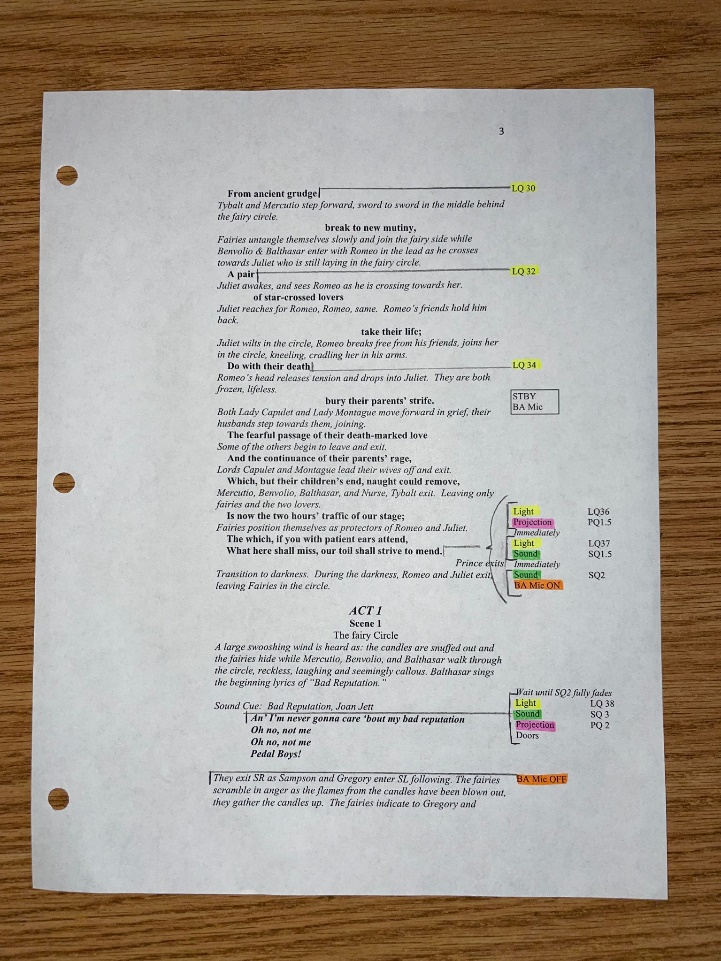 3
From ancient grudge LQ 30
Tybalt and Mercutio step forward, sword to sword in the middle behind
the fairy circle.
break to new mutiny,
Fairies untangle themselves slowly and join the fairy side while
Benvolio & Balthasar enter with Romeo in the lead as he crosses
towards Juliet who is still laying in the fairy circle.
A pair LQ 32
Juliet awakes, and sees Romeo as he is crossing towards her.
of star-crossed lovers
Juliet reaches for Romeo, Romeo, same. Romeo's friends hold him
back.
take their life;
Juliet wilts in the circle, Romeo breaks free from his friends, joins her
in the circle, kneeling, cradling her in his arms.
Do with their death LQ 34
Romeo's head releases tension and drops into Juliet. They are both
frozen, lifeless.
STBY
BA Mic
bury their parents' strife.
Both Lady Capulet and Lady Montague move forward in grief, their
husbands step towards them, joining.
The fearful passage of their death-marked love
Some of the others begin to leave and exit.
And the continuance of their parents' rage,
Lords Capulet and Montague lead their wives off and exit.
Which, but their children's end, naught could remove,
Mercutio, Benvolio, Balthasar, and Nurse, Tybalt exit. Leaving only
fairies and the two lovers.
Is now the two hours' traffic of our stage;
Fairies position themselves as protectors of Romeo and Juliet.
The which, if you with patient ears attend,
What here shall miss, our toil shall strive to mend.
Light LQ36
Projection PQ1.5
Immediately
Light LQ37
Sound SQ1.5
Prince exits Immediately
Sound SQ2
BA Mic ON
Transition to darkness. During the darkness, Romeo and Juliet exit,
leaving Fairies in the circle.
ACT 1
Scene 1
The fairy Circle
A large swooshing wind is heard as: the candles are snuffed out and
the fairies hide while Mercutio, Benvolio, and Balthasar walk through
the circle, reckless, laughing and seemingly callous. Balthasar sings
the beginning lyrics of "Bad Reputation."
Wait until SQ2 fully fades
Light LQ 38
Sound SQ 3
Projection PQ 2
Doors
Sound Cue: Bad Reputation, Joan Jett
An' I'm never gonna care 'bout my bad reputation
Oh no, not me
Oh no, not me
Pedal Boys!
They exit SR as Sampson and Gregory enter SL following. The fairies BA Mic OFF
scramble in anger as the flames from the candles have been blown out,
they gather the candles up. The fairies indicate to Gregory and